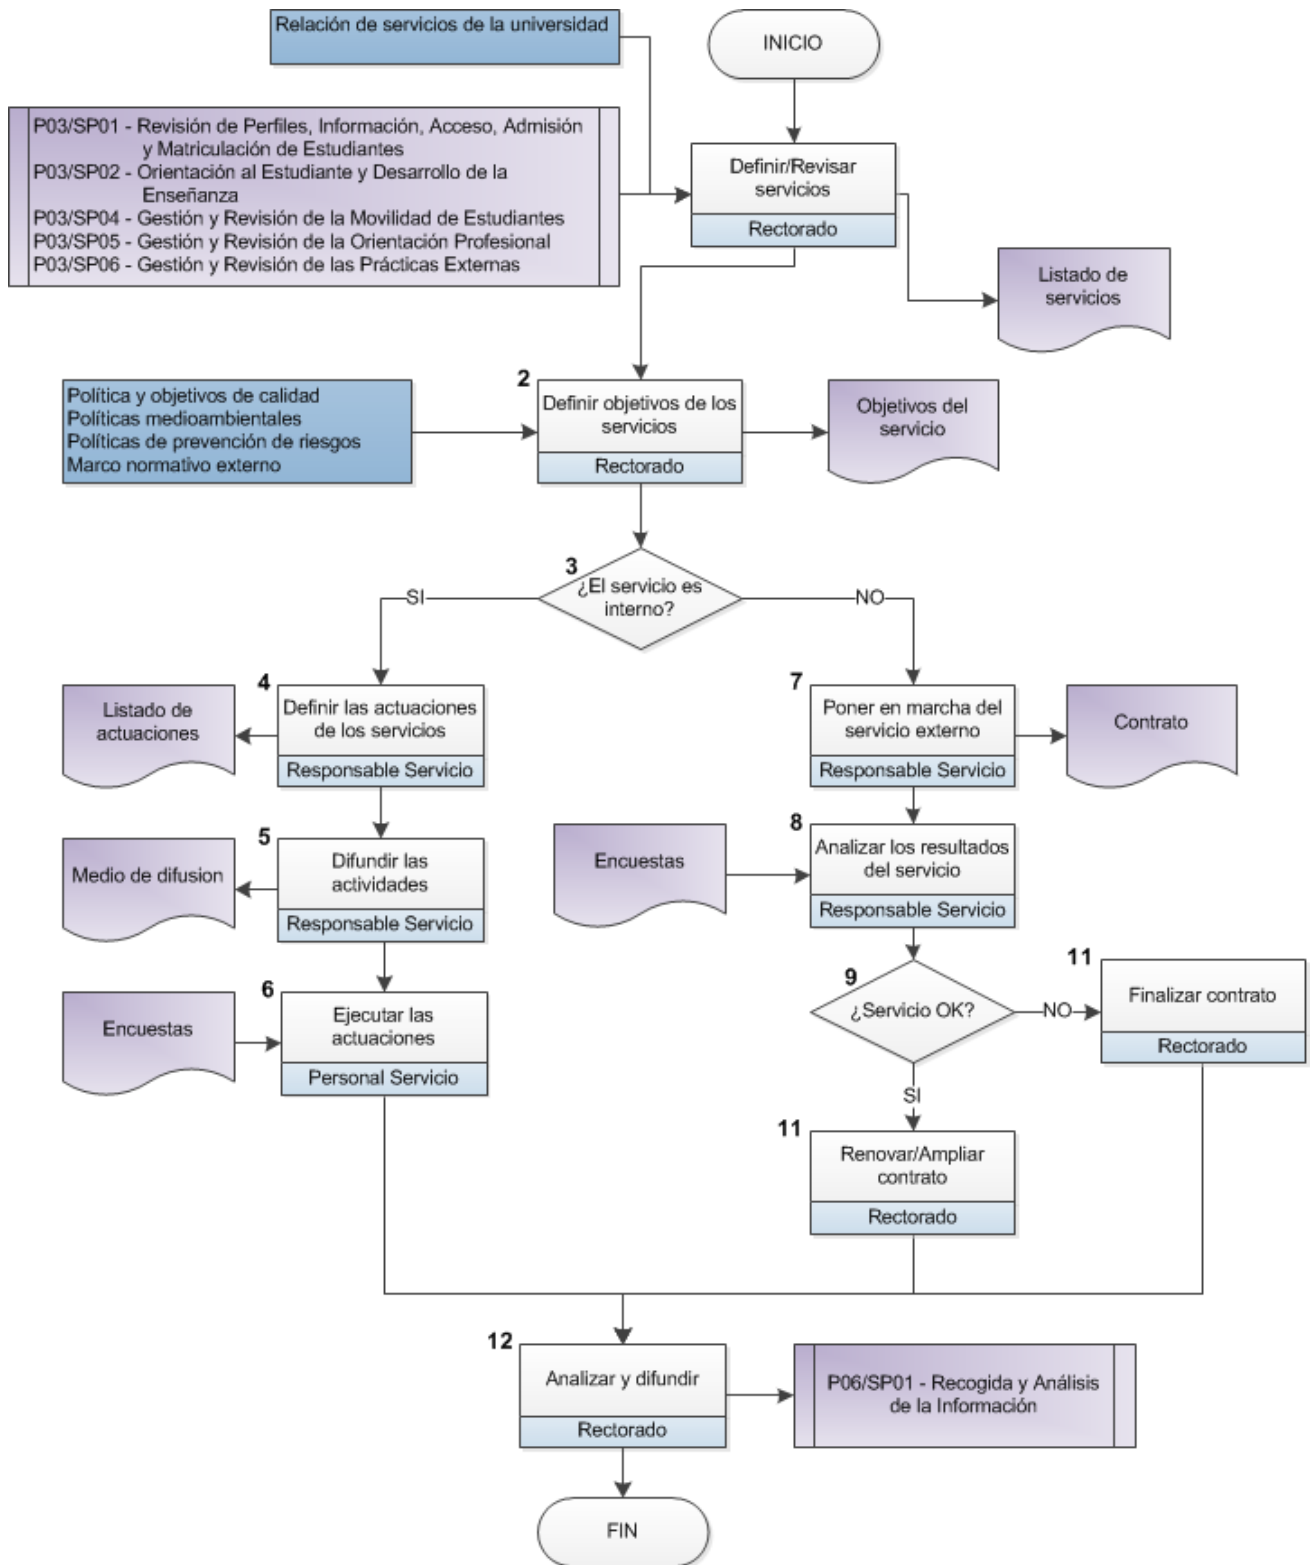 Relación de servicios de la universidad
INICIO
P03/SP01 - Revisión de Perfiles, Información, Acceso, Admisión
y Matriculación de Estudiantes
P03/SP02 - Orientación al Estudiante y Desarrollo de la
Enseñanza
P03/SP04 - Gestión y Revisión de la Movilidad de Estudiantes
P03/SP05 - Gestión y Revisión de la Orientación Profesional
P03/SP06 - Gestión y Revisión de las Prácticas Externas
Definir/Revisar
servicios
Rectorado
Listado de
servicios
Política y objetivos de calidad
Políticas medioambientales
Políticas de prevención de riesgos
Marco normativo externo
2
Definir objetivos de los
servicios
Rectorado
Objetivos del
servicio
3
¿El servicio es
interno?
SI
NO
Listado de
actuaciones
4
Definir las actuaciones
de los servicios
Responsable Servicio
7
Poner en marcha del
servicio externo
Responsable Servicio
Contrato
Medio de difusion
5
Difundir las
actividades
Responsable Servicio
Encuestas
8
Analizar los resultados
del servicio
Responsable Servicio
Encuestas
6
Ejecutar las
actuaciones
Personal Servicio
9
¿Servicio OK?
NO
11
Finalizar contrato
Rectorado
SI
11
Renovar/Ampliar
contrato
Rectorado
12
Analizar y difundir
Rectorado
P06/SP01 - Recogida y Análisis
de la Información
FIN